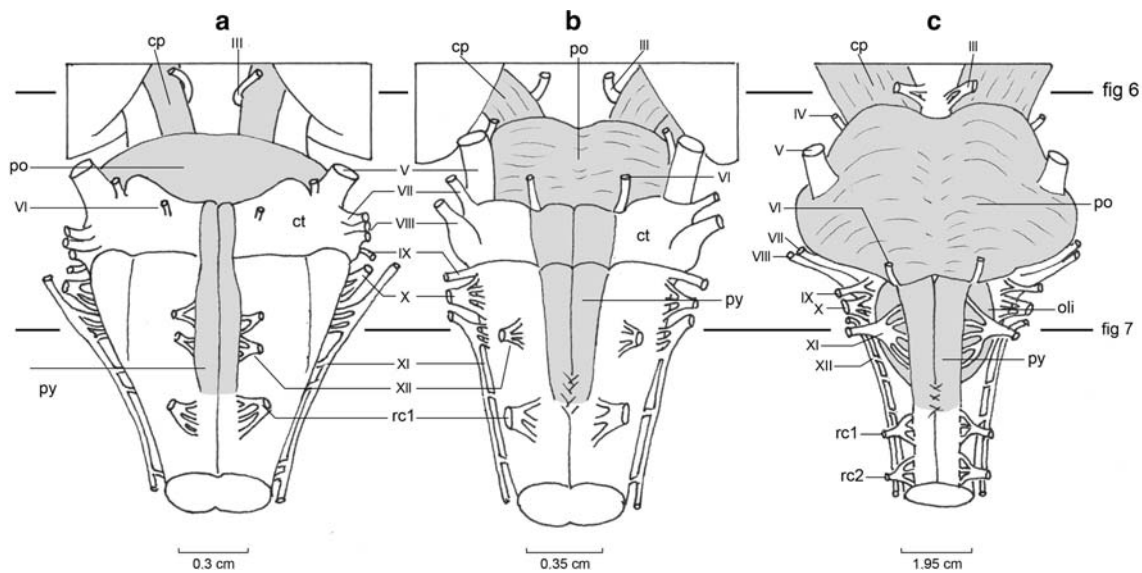 a b c
cp III cp po III cp III
fig 6
IV
po V V
VI VII VI po
ct VIII ct VI
VII
VIII
IX
X py IX oli
X
fig 7
XI XI py
py XII XII
rc1 rc1
rc2
0.3 cm 0.35 cm 1.95 cm